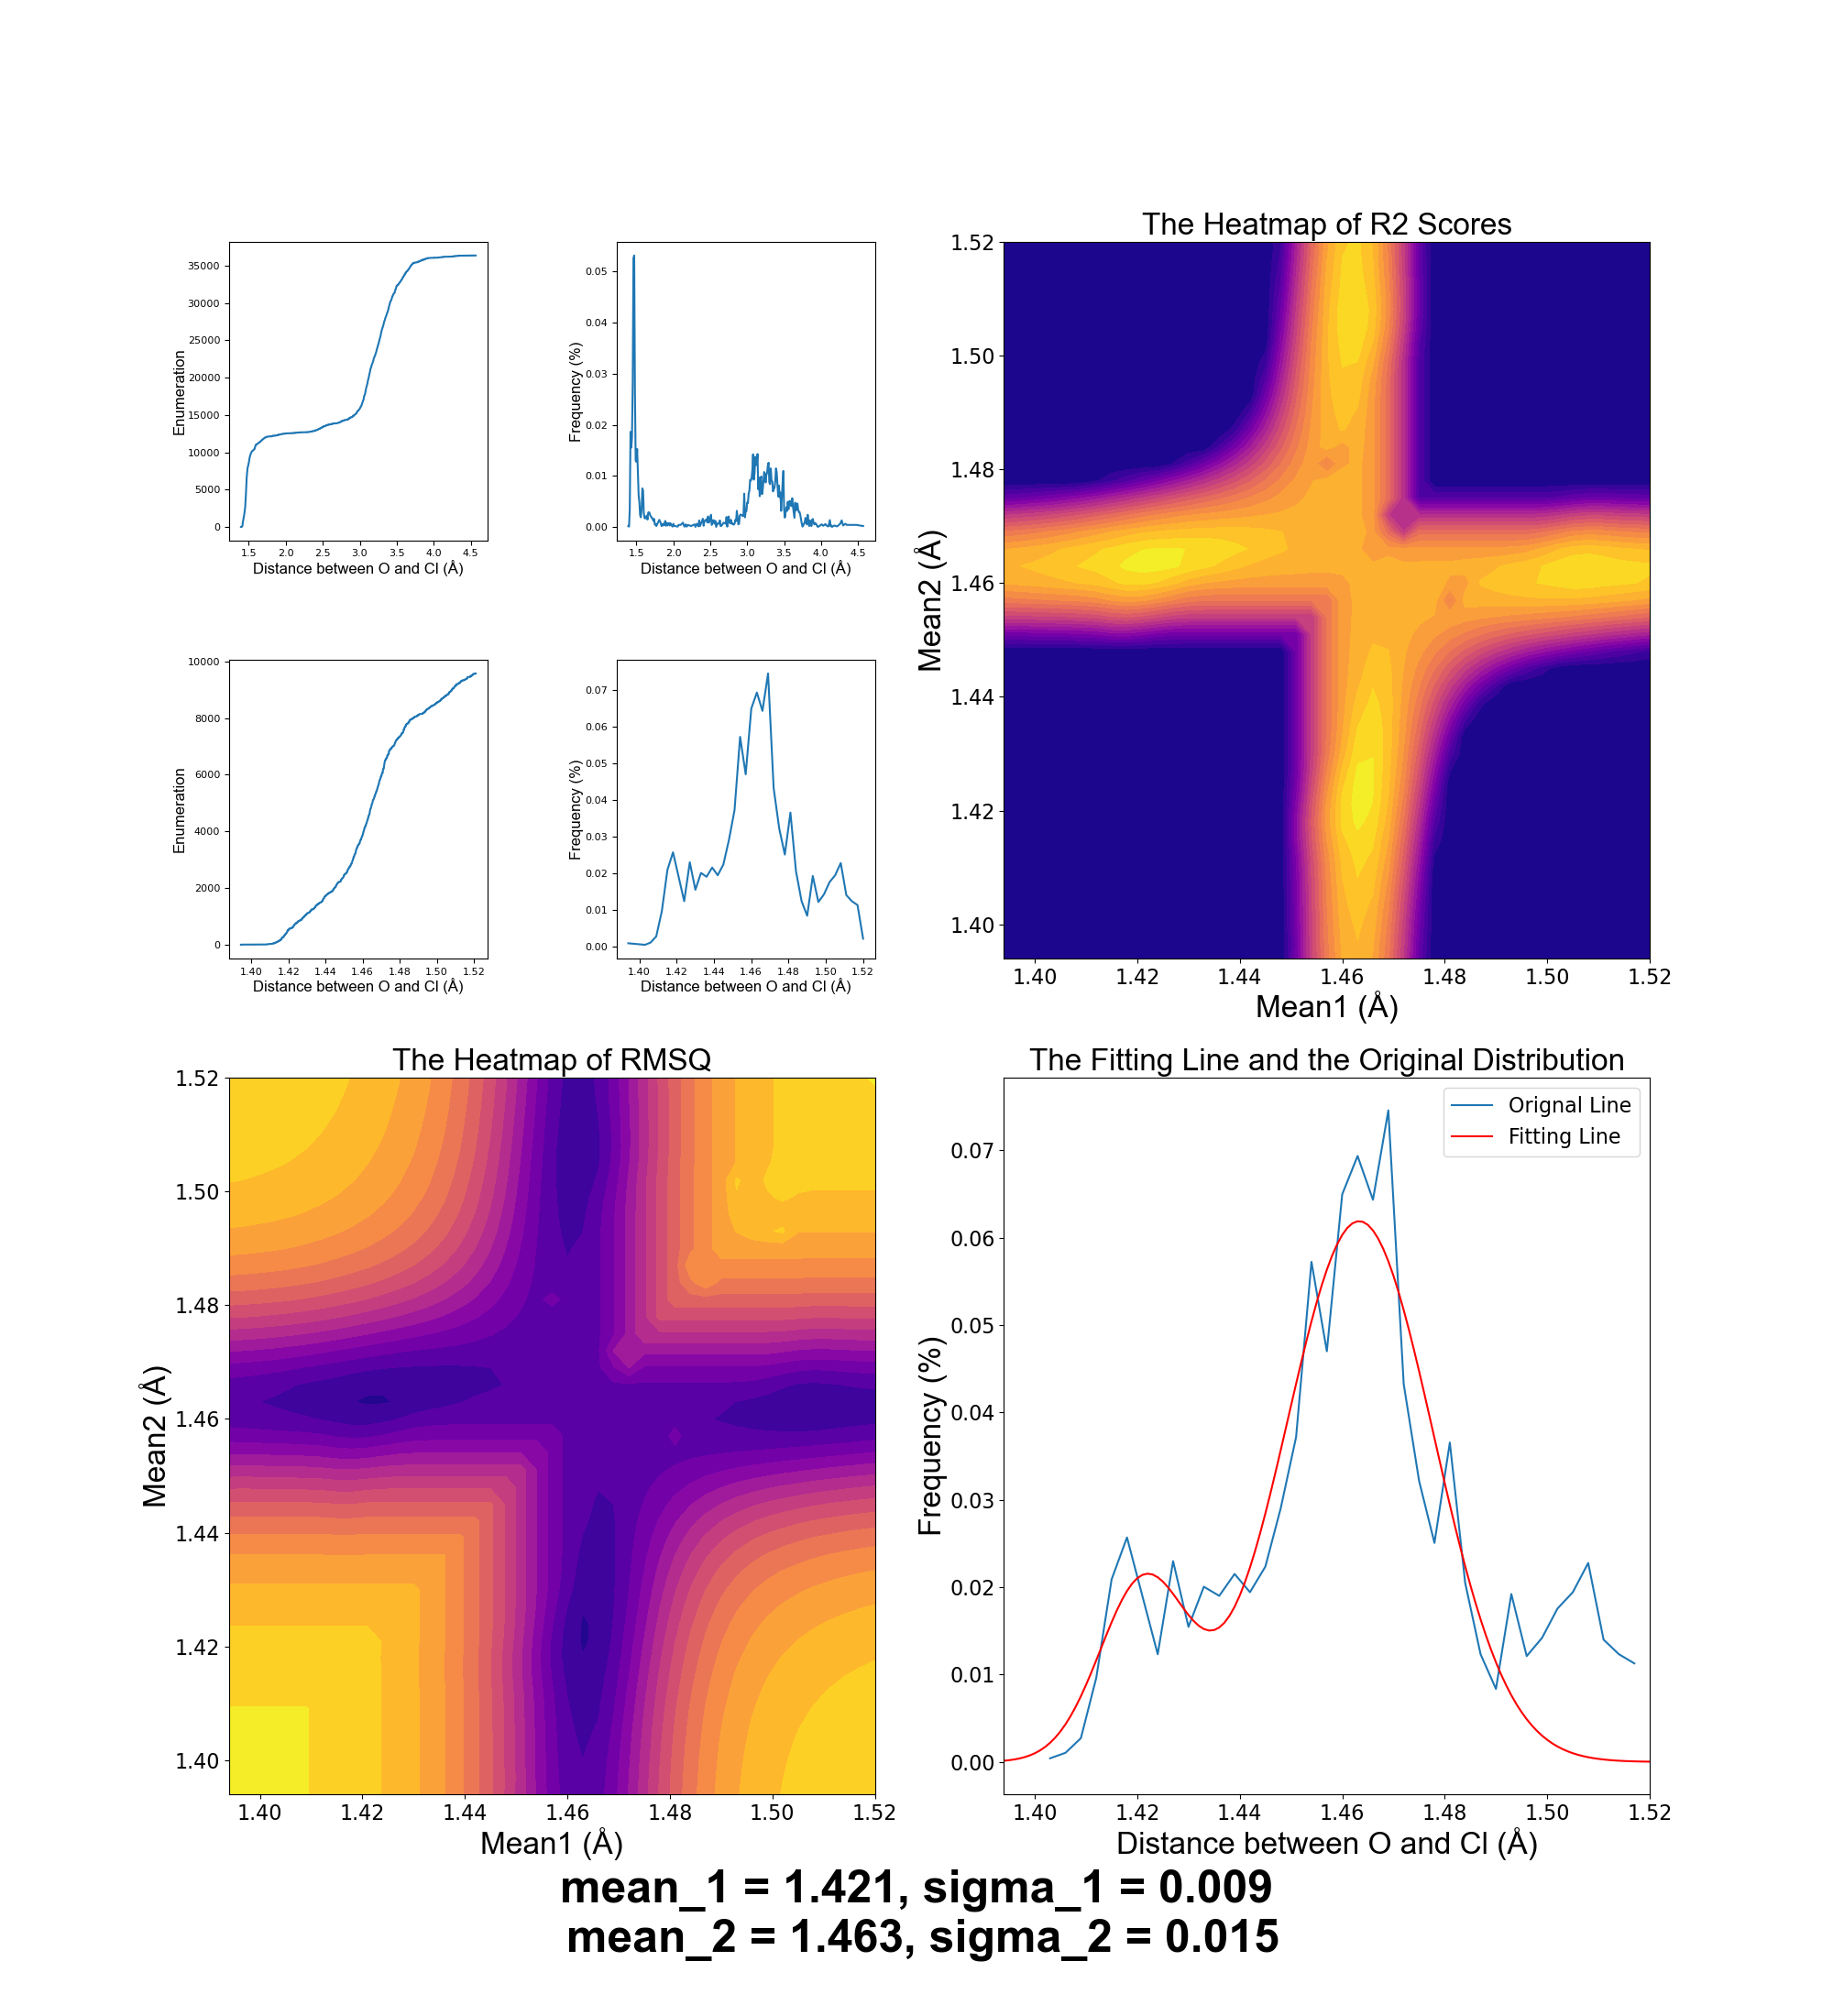 The Heatmap of R2 Scores
35000
30000
25000
20000
15000
10000
5000
0
Enumeration
1.5 2.0 2.5 3.0 3.5 4.0 4.5
Distance between O and Cl (Å)
0.05
0.04
0.03
0.02
0.01
0.00
Frequency (%)
1.5 2.0 2.5 3.0 3.5 4.0 4.5
Distance between O and Cl (Å)
10000
8000
6000
4000
2000
0
Enumeration
1.40 1.42 1.44 1.46 1.48 1.50 1.52
Distance between O and Cl (Å)
0.07
0.06
0.05
0.04
0.03
0.02
0.01
0.00
Frequency (%)
1.40 1.42 1.44 1.46 1.48 1.50 1.52
Distance between O and Cl (Å)
1.52
1.50
1.48
1.46
1.44
1.42
1.40
Mean2 (Å)
1.40 1.42 1.44 1.46 1.48 1.50 1.52
Mean1 (Å)
The Heatmap of RMSQ
1.52
1.50
1.48
1.46
1.44
1.42
1.40
Mean2 (Å)
1.40 1.42 1.44 1.46 1.48 1.50 1.52
Mean1 (Å)
The Fitting Line and the Original Distribution
Orignal Line
Fitting Line
0.07
0.06
0.05
0.04
0.03
0.02
0.01
0.00
Frequency (%)
1.40 1.42 1.44 1.46 1.48 1.50 1.52
Distance between O and Cl (Å)
mean_1 = 1.421, sigma_1 = 0.009
mean_2 = 1.463, sigma_2 = 0.015